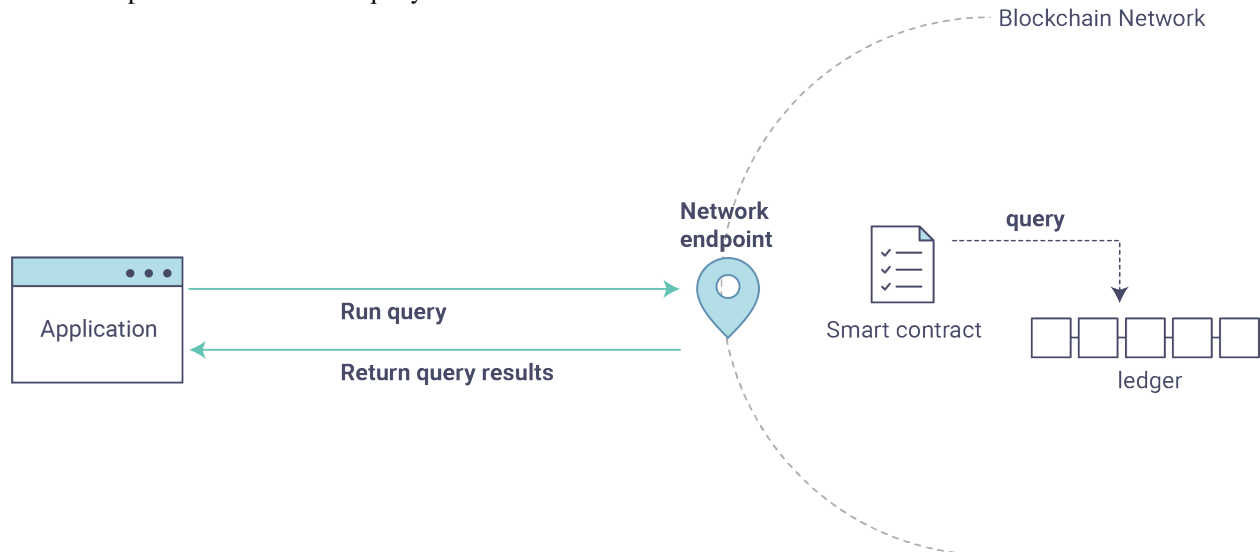 Blockchain Network
Network
endpoint
query
Run query
Application
Smart contract
Return query results
ledger